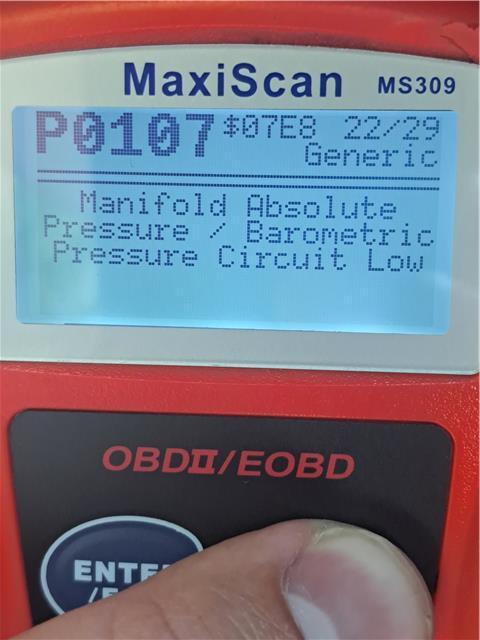 MaxiScan MS309
P0107 $07E8 22/29
Generic
Manifold Absolute
Pressure / Barometric
Pressure Circuit Low
OBDII/EOBD